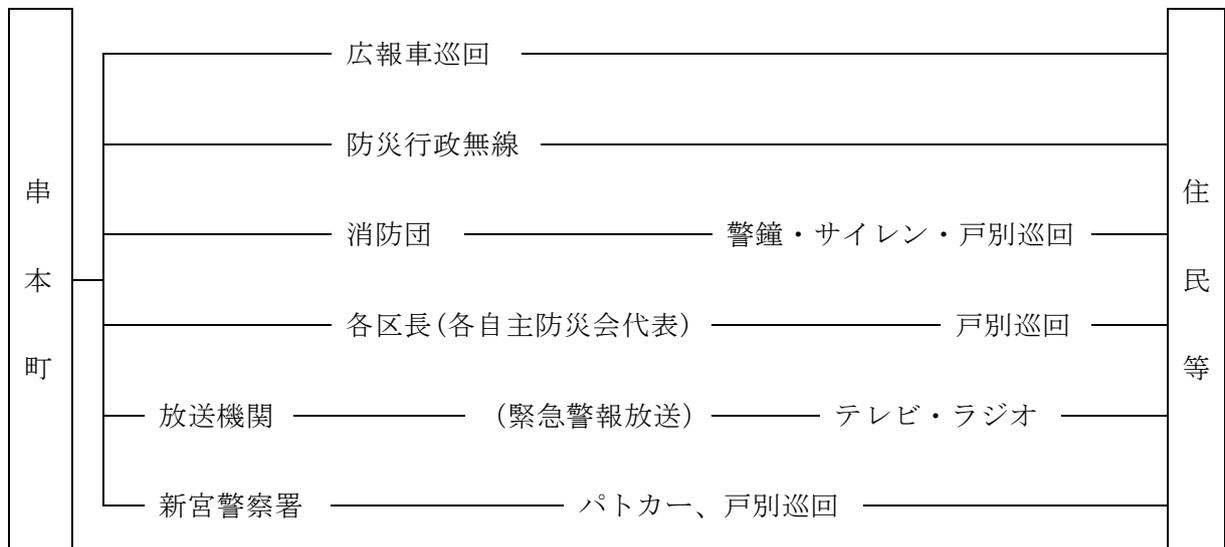 串本町
広報車巡回
防災行政無線
消防団 警鐘・サイレン・戸別巡回
各区長(各自主防災会代表) 戸別巡回
放送機関 (緊急警報放送) テレビ・ラジオ
新宮警察署 パトカー、戸別巡回
住民等